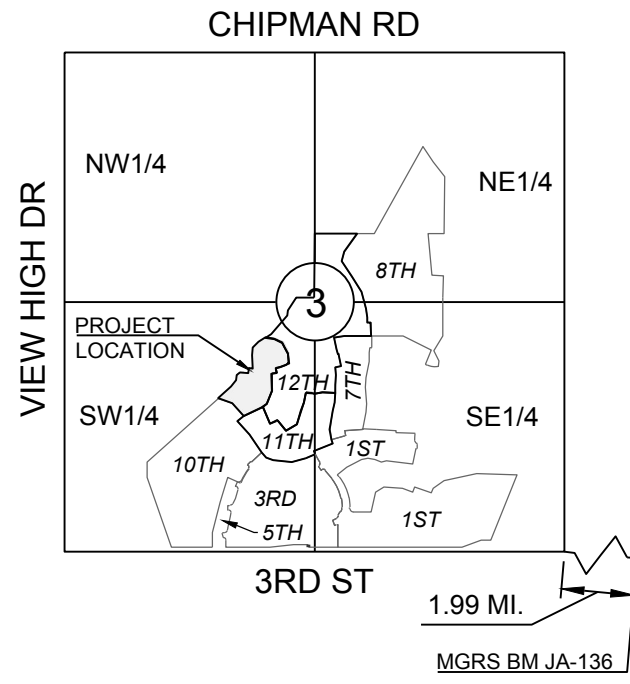 CHIPMAN RD
NW1/4
NE1/4
VIEW HIGH DR
8TH
3
PROJECT
LOCATION
12TH
7TH
SW1/4
SE1/4
11TH
1ST
10TH
3RD
1ST
5TH
3RD ST
1.99 MI.
MGRS BM JA-136